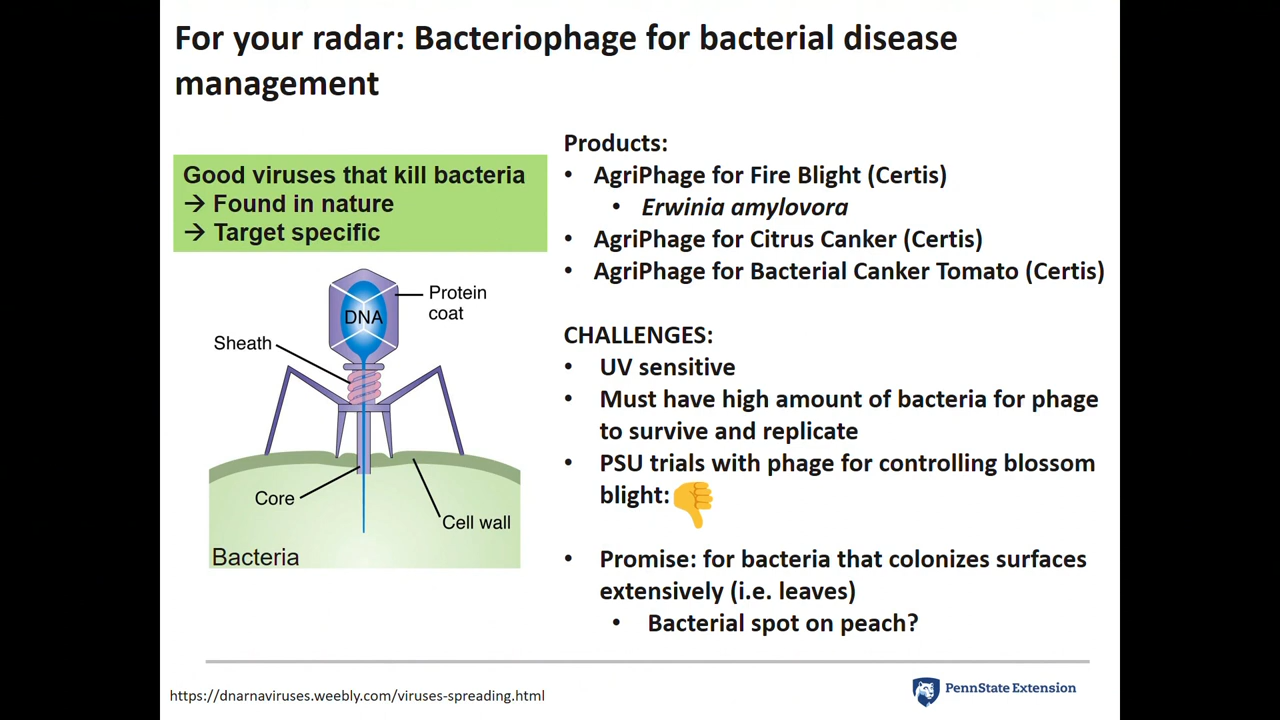 For your radar: Bacteriophage for bacterial disease
management
Good viruses that kill bacteria
→ Found in nature
→ Target specific
Protein
coat
DNA
Sheath
Core
Cell wall
Bacteria
Products:
• AgriPhage for Fire Blight (Certis)
• Erwinia amylovora
• AgriPhage for Citrus Canker (Certis)
• AgriPhage for Bacterial Canker Tomato (Certis)
CHALLENGES:
• UV sensitive
• Must have high amount of bacteria for phage
to survive and replicate
• PSU trials with phage for controlling blossom
blight:
• Promise: for bacteria that colonizes surfaces
extensively (i.e. leaves)
• Bacterial spot on peach?
https://dnarnaviruses.weebly.com/viruses-spreading.html
PennState Extension